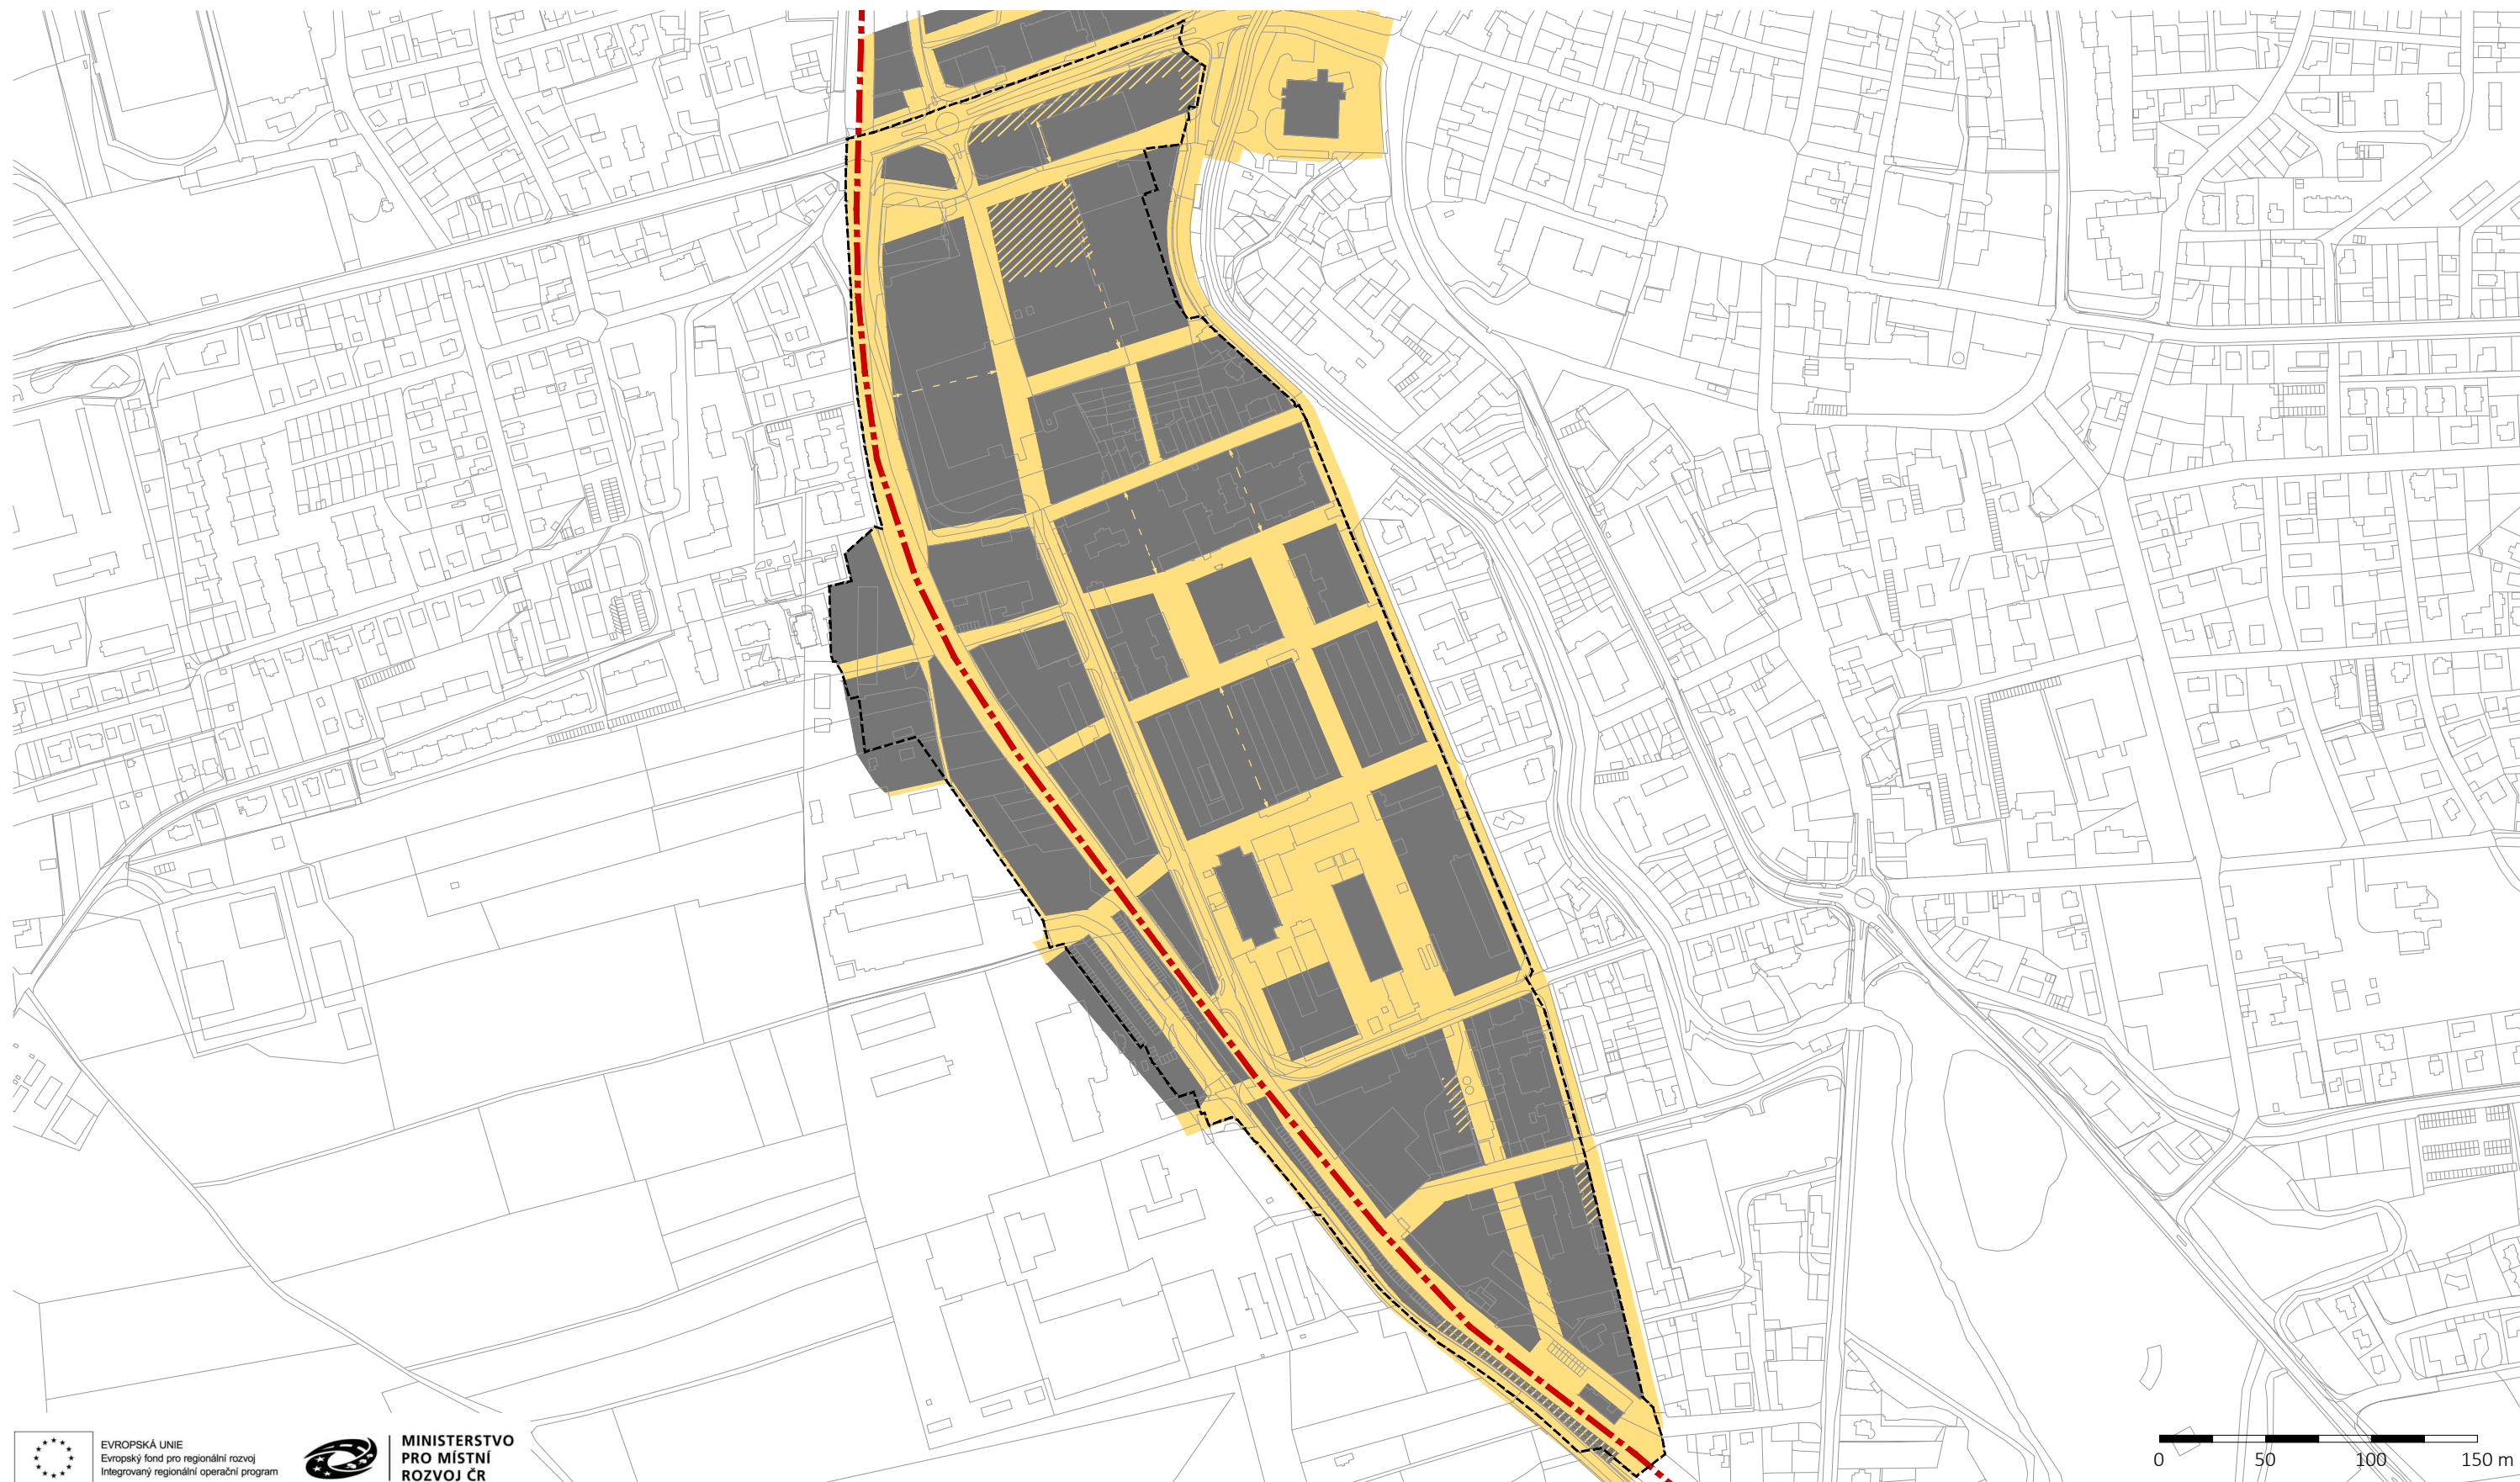 EVROPSKÁ UNIE
Evropský fond pro regionální rozvoj
Integrovaný regionální operační program
MINISTERSTVO
PRO MÍSTNÍ
ROZVOJ ČR
0 50 100 150 m